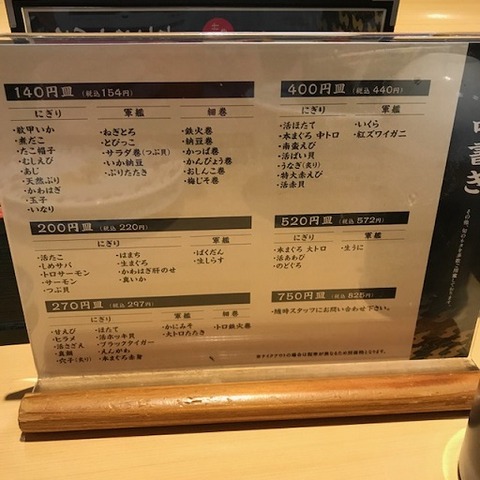 140円皿(税込154円)
にぎり 軍艦 細巻
・紋甲いか ・ねぎとろ ・鉄火巻
・煮だこ ・とびっこ ・納豆巻
・たこ帽子 ・サラダ巻(つぶ貝) ・かっぱ巻
・むしえび ・いか納豆 ・かんぴょう巻
・あじ ・ぶりたたき ・おしんこ巻
・天然ぶり ・梅じそ巻
・かわはぎ
・玉子
・いなり
200円皿(税込220円)
にぎり 軍艦
・活たこ ・はまち ・ばくだん
・しめサバ ・生まぐろ ・生しらす
・トロサーモン ・かわはぎ肝のせ
・サーモン ・真いか
・つぶ貝
270円皿(税込297円)
にぎり 軍艦 細巻
・甘えび ・ほたて ・かにみそ ・トロ鉄火巻
・ヒラメ ・活ホッキ貝 ・大トロたたき
・活さざえ ・ブラックタイガー
・真鯛 ・えんがわ
・穴子(炙り) ・本まぐろ赤身
400円皿(税込440円)
にぎり 軍艦
・活ほたて ・いくら
・本まぐろ 中トロ ・紅ズワイガニ
・南蛮えび
・活ばい貝
・うなぎ(炙り)
・特大赤えび
・活赤貝
520円皿(税込572円)
にぎり 軍艦
・本まぐろ 大トロ ・生うに
・活あわび
・のどぐろ
750円皿(税込825円)
・随時スタッフにお問い合わせ下さい。
書き